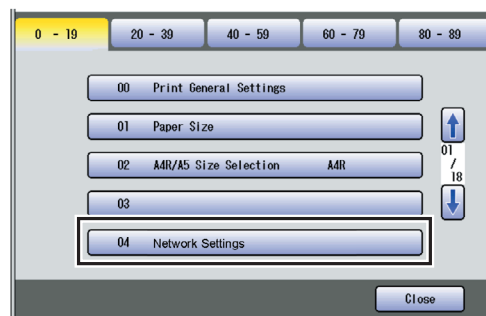 0 - 19 20 - 39 40 - 59 60 - 79 80 - 89
00 Print General Settings
01 Paper Size
02 A4R/A5 Size Selection A4R
03
04 Network Settings
01
/
18
Close